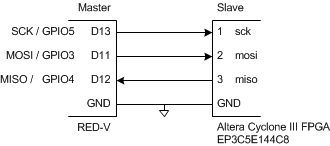 Master Slave
SCK / GPIO5 D13 1 sck
MOSI / GPIO3 D11 2 mosi
MISO / GPIO4 D12 3 miso
GND GND
RED-V Altera Cyclone III FPGA
EP3C5E144C8